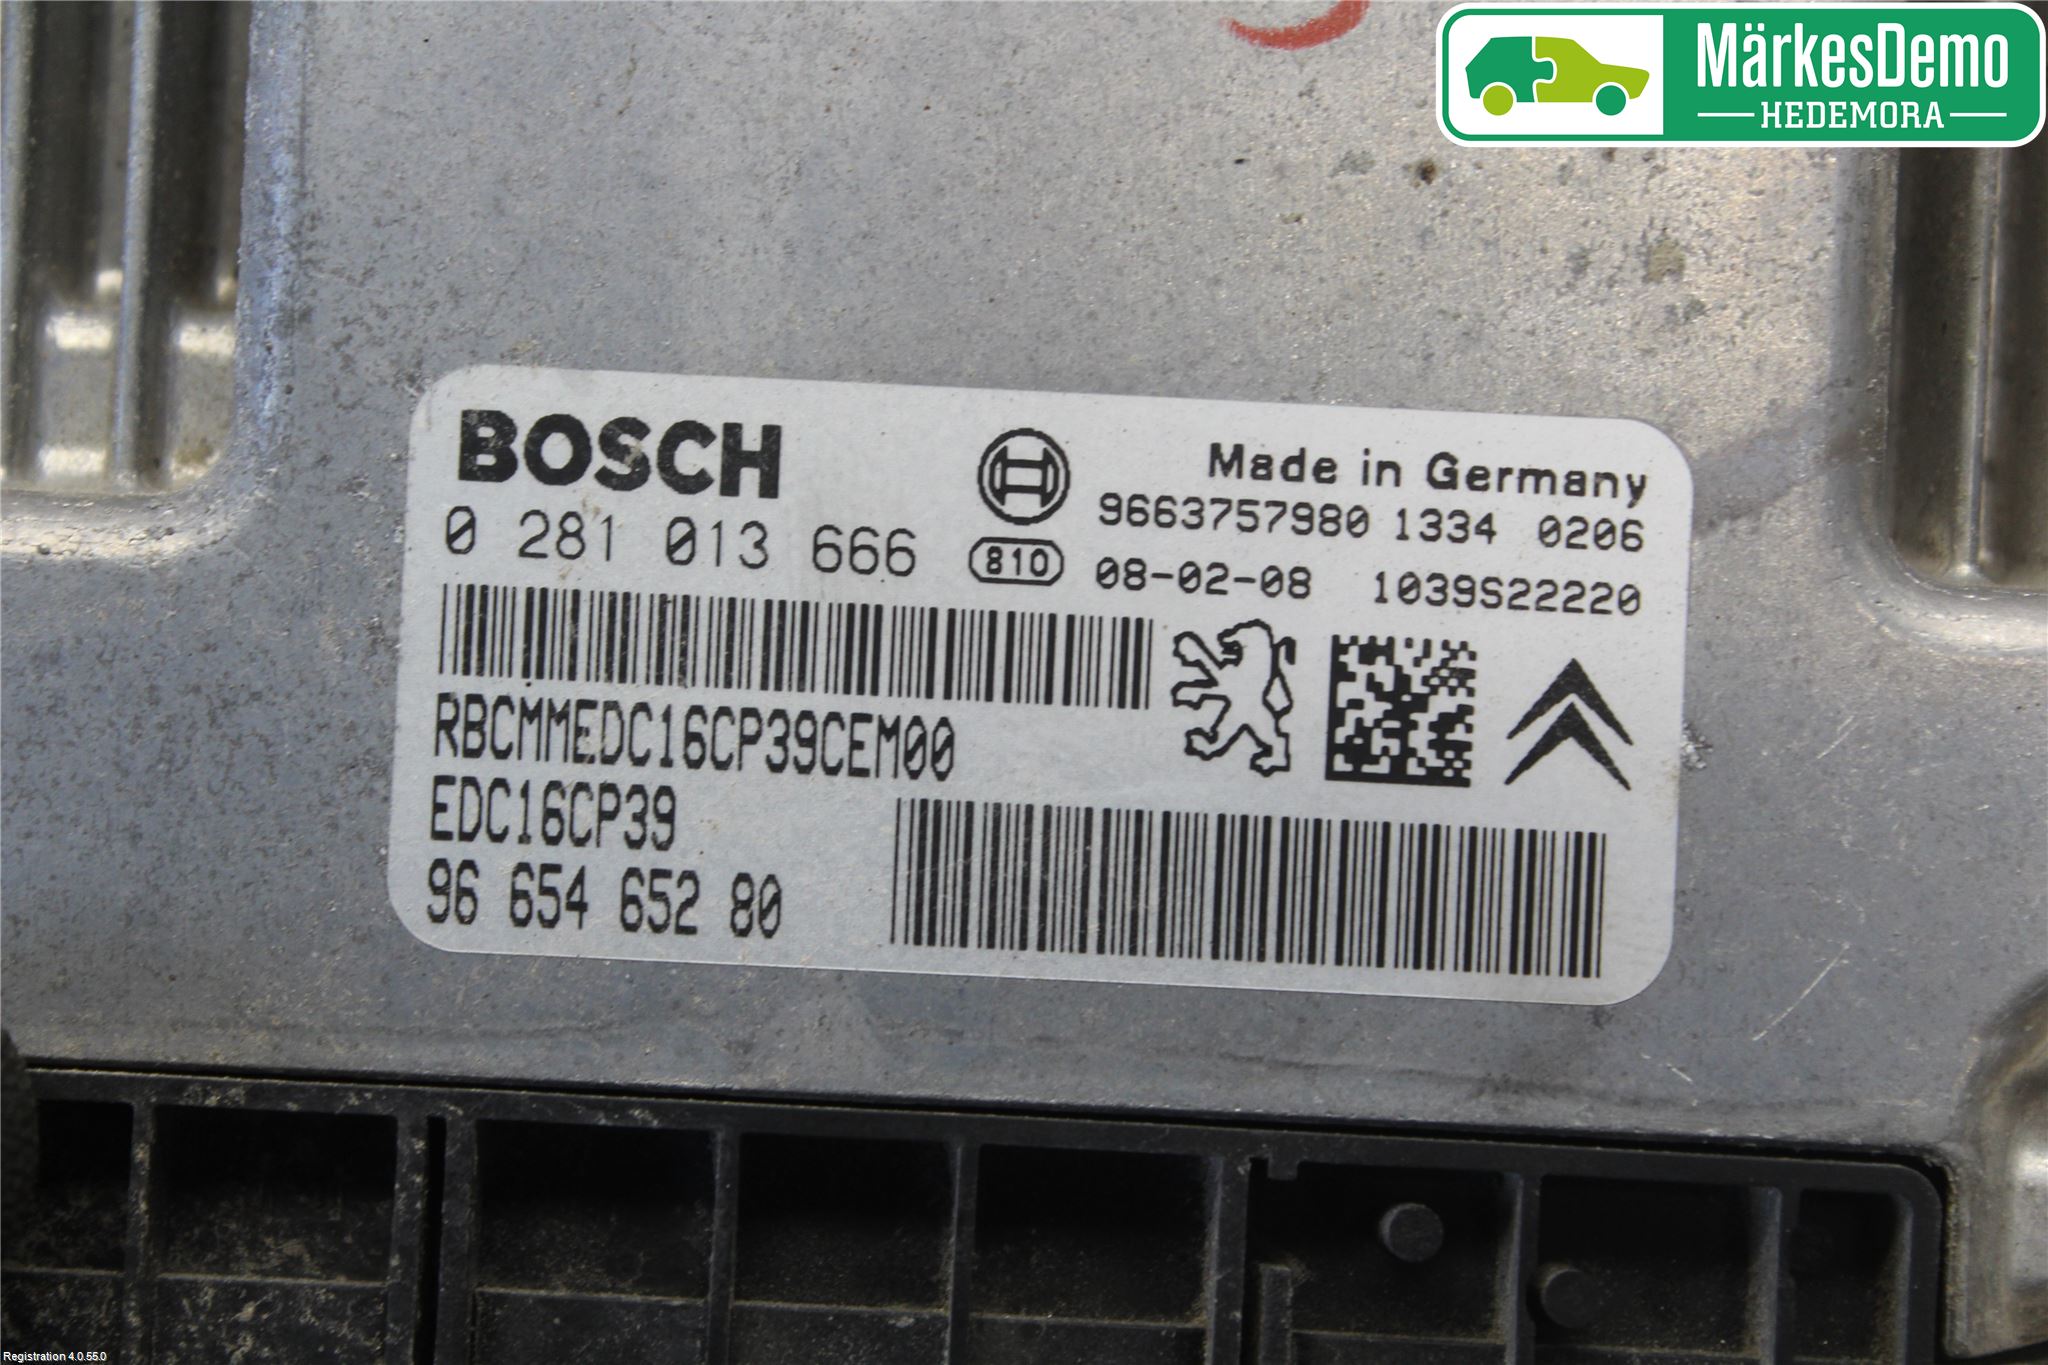 MärkesDemo
HEDEMORA
BOSCH
Made in Germany
0 281 013 666
9663757980 1334 0206
810
08-02-08 1039S22220
RBCMMEDC16CP39CEM00
EDC16CP39
96 654 652 80
Registration 4.0.55.0